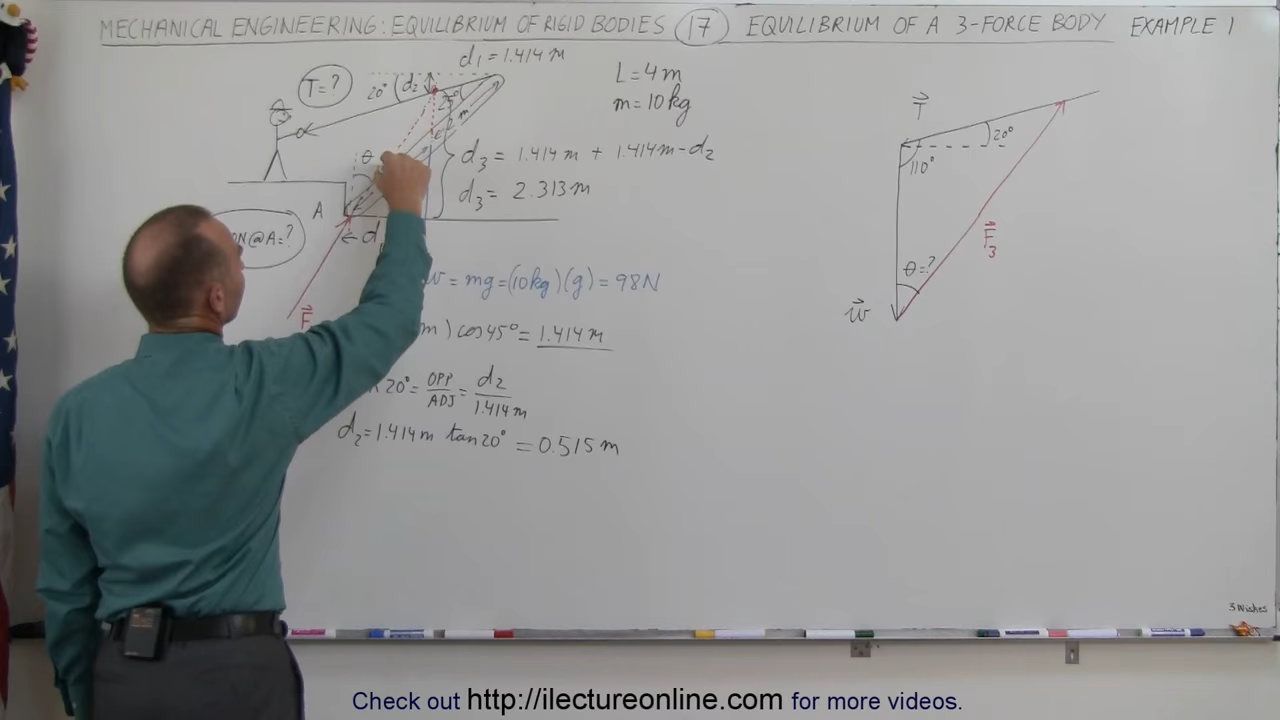 MECHANICAL ENGINEERING: EQUILIBRIUM OF RIGID BODIES 17 EQUILIBRIUM OF A 3-FORCE BODY EXAMPLE 1
d₁ = 1.414 m
T = ?
20°
d₂
25°
L = 4 m
m = 10 kg
m
θ
d₃ = 1.414 m + 1.414 m - d₂
d₃ = 2.313 m
A
N@A = ?
← d
W = mg = (10 kg)(g) = 98 N
F
m) cos 45° = 1.414 m
20° = OPP/ADJ = d₂/1.414 m
d₂ = 1.414 m tan 20° = 0.515 m
T
20°
110°
F₃
θ = ?
W
3 Wishes
Check out http://ilectureonline.com for more videos.